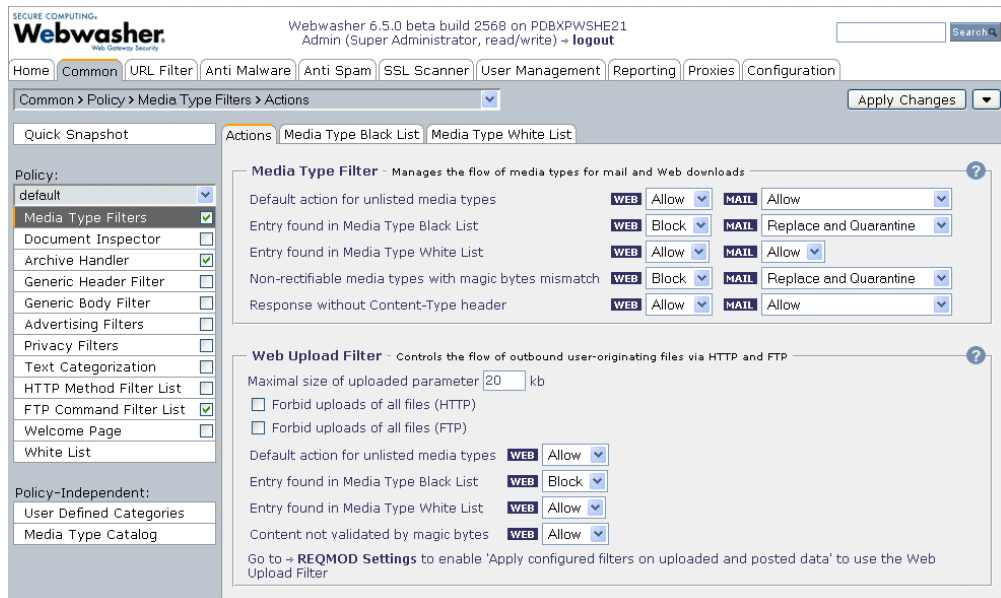 SECURE COMPUTING.
Webwasher.
Web Gateway Security
Webwasher 6.5.0 beta build 2568 on PDBXPWSHE21
Admin (Super Administrator, read/write) → logout
Search
Home Common URL Filter Anti Malware Anti Spam SSL Scanner User Management Reporting Proxies Configuration
Common > Policy > Media Type Filters > Actions
Apply Changes
Quick Snapshot
Policy:
default
Media Type Filters
Document Inspector
Archive Handler
Generic Header Filter
Generic Body Filter
Advertising Filters
Privacy Filters
Text Categorization
HTTP Method Filter List
FTP Command Filter List
Welcome Page
White List
Policy-Independent:
User Defined Categories
Media Type Catalog
Actions Media Type Black List Media Type White List
Media Type Filter - Manages the flow of media types for mail and Web downloads ?
Default action for unlisted media types WEB Allow MAIL Allow
Entry found in Media Type Black List WEB Block MAIL Replace and Quarantine
Entry found in Media Type White List WEB Allow MAIL Allow
Non-rectifiable media types with magic bytes mismatch WEB Block MAIL Replace and Quarantine
Response without Content-Type header WEB Allow MAIL Allow
Web Upload Filter - Controls the flow of outbound user-originating files via HTTP and FTP ?
Maximal size of uploaded parameter 20 kb
Forbid uploads of all files (HTTP)
Forbid uploads of all files (FTP)
Default action for unlisted media types WEB Allow
Entry found in Media Type Black List WEB Block
Entry found in Media Type White List WEB Allow
Content not validated by magic bytes WEB Allow
Go to → REQMOD Settings to enable 'Apply configured filters on uploaded and posted data' to use the Web
Upload Filter